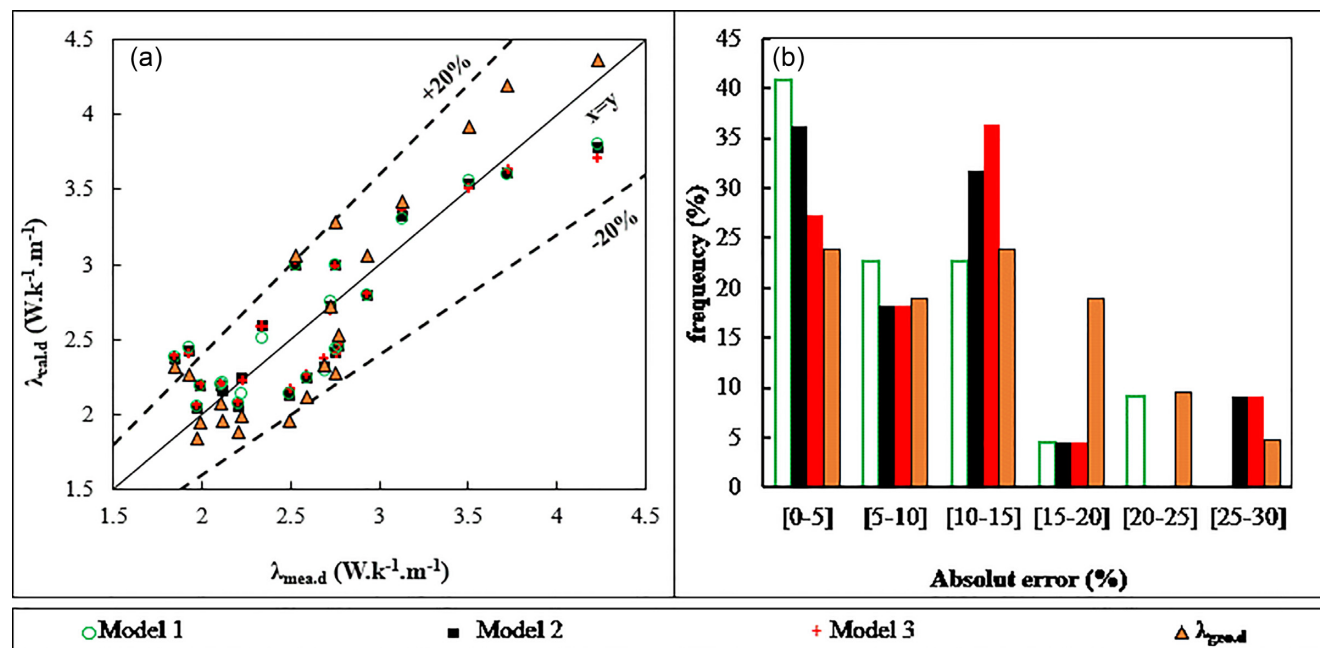 (a)
4.5
4
3.5
3
2.5
2
1.5
+20%
x=y
-20%
λcal.d (W.k-1.m-1)
1.5 2 2.5 3 3.5 4 4.5
λmea.d (W.k-1.m-1)
(b)
45
40
35
30
25
20
15
10
5
0
frequency (%)
[0-5] [5-10] [10-15] [15-20] [20-25] [25-30]
Absolut error (%)
Model 1 Model 2 Model 3 λgeo.d